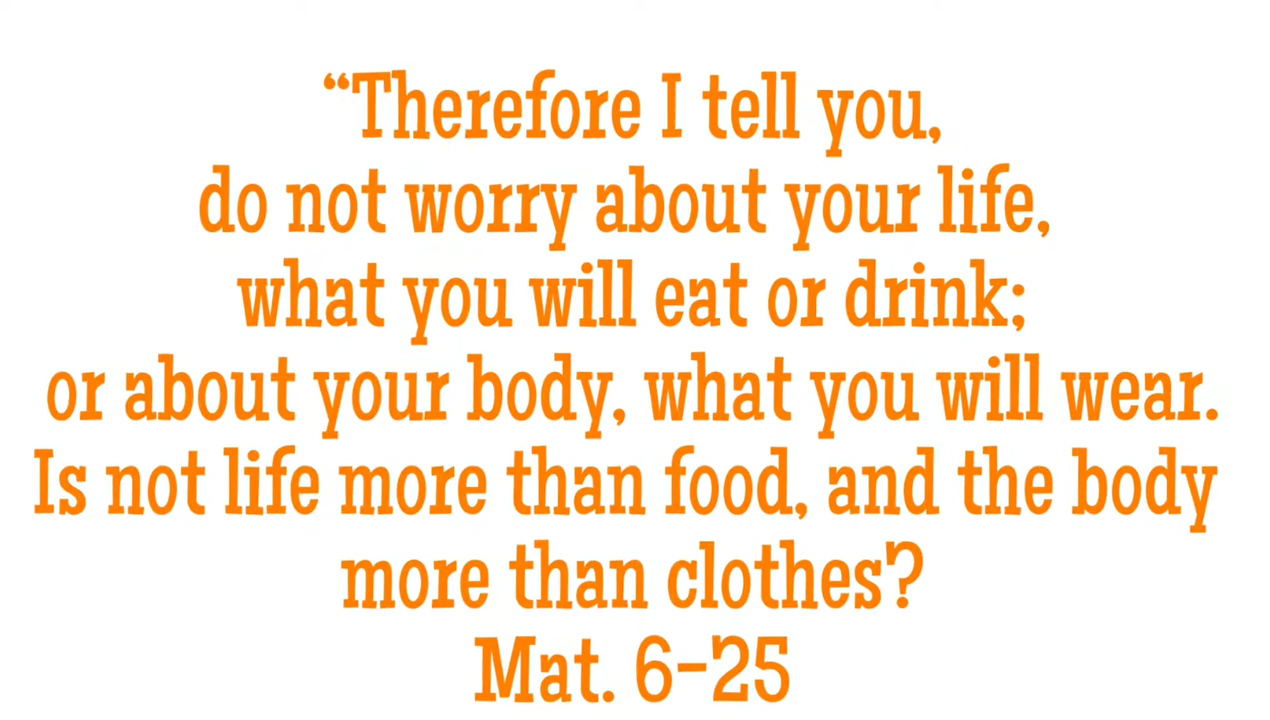 “Therefore I tell you,
do not worry about your life,
what you will eat or drink;
or about your body, what you will wear.
Is not life more than food, and the body
more than clothes?
Mat. 6-25